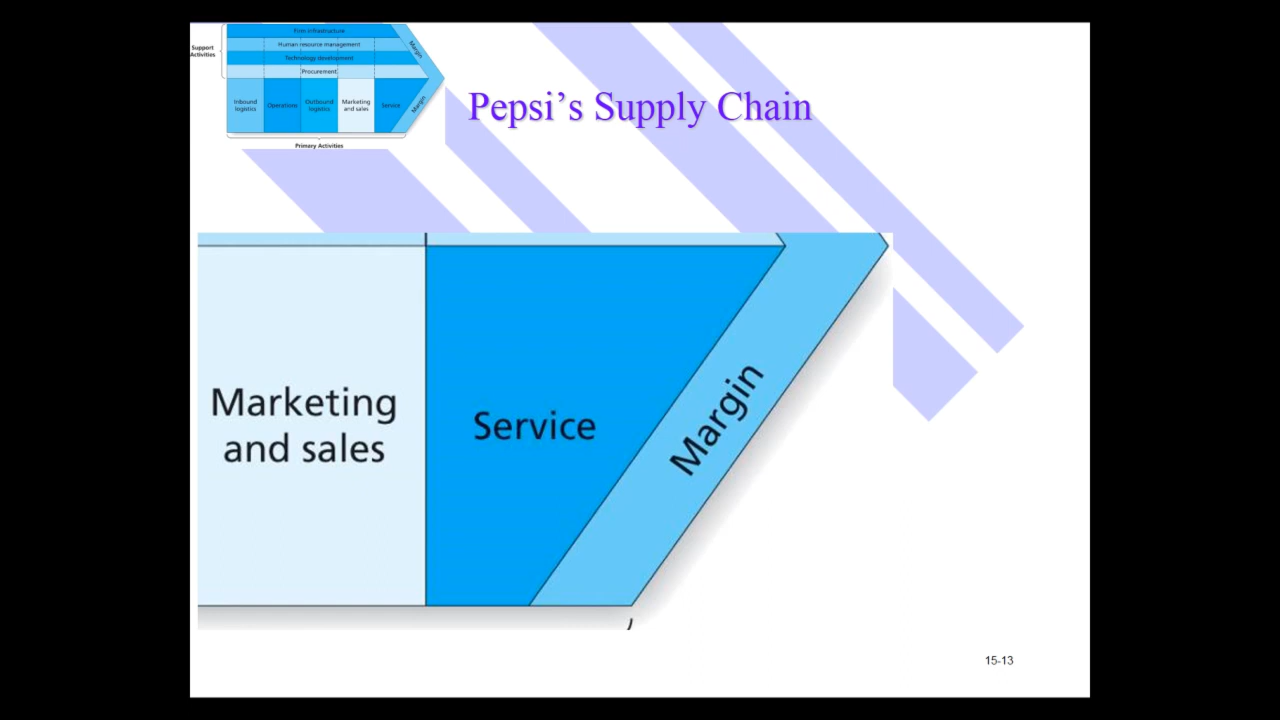 Firm infrastructure
Support
Activities
Human resource management
Technology development
Procurement
Margin
Inbound
logistics
Operations
Outbound
logistics
Marketing
and sales
Service
Margin
Primary Activities
Pepsi’s Supply Chain
Marketing
and sales
Service
Margin
15-13